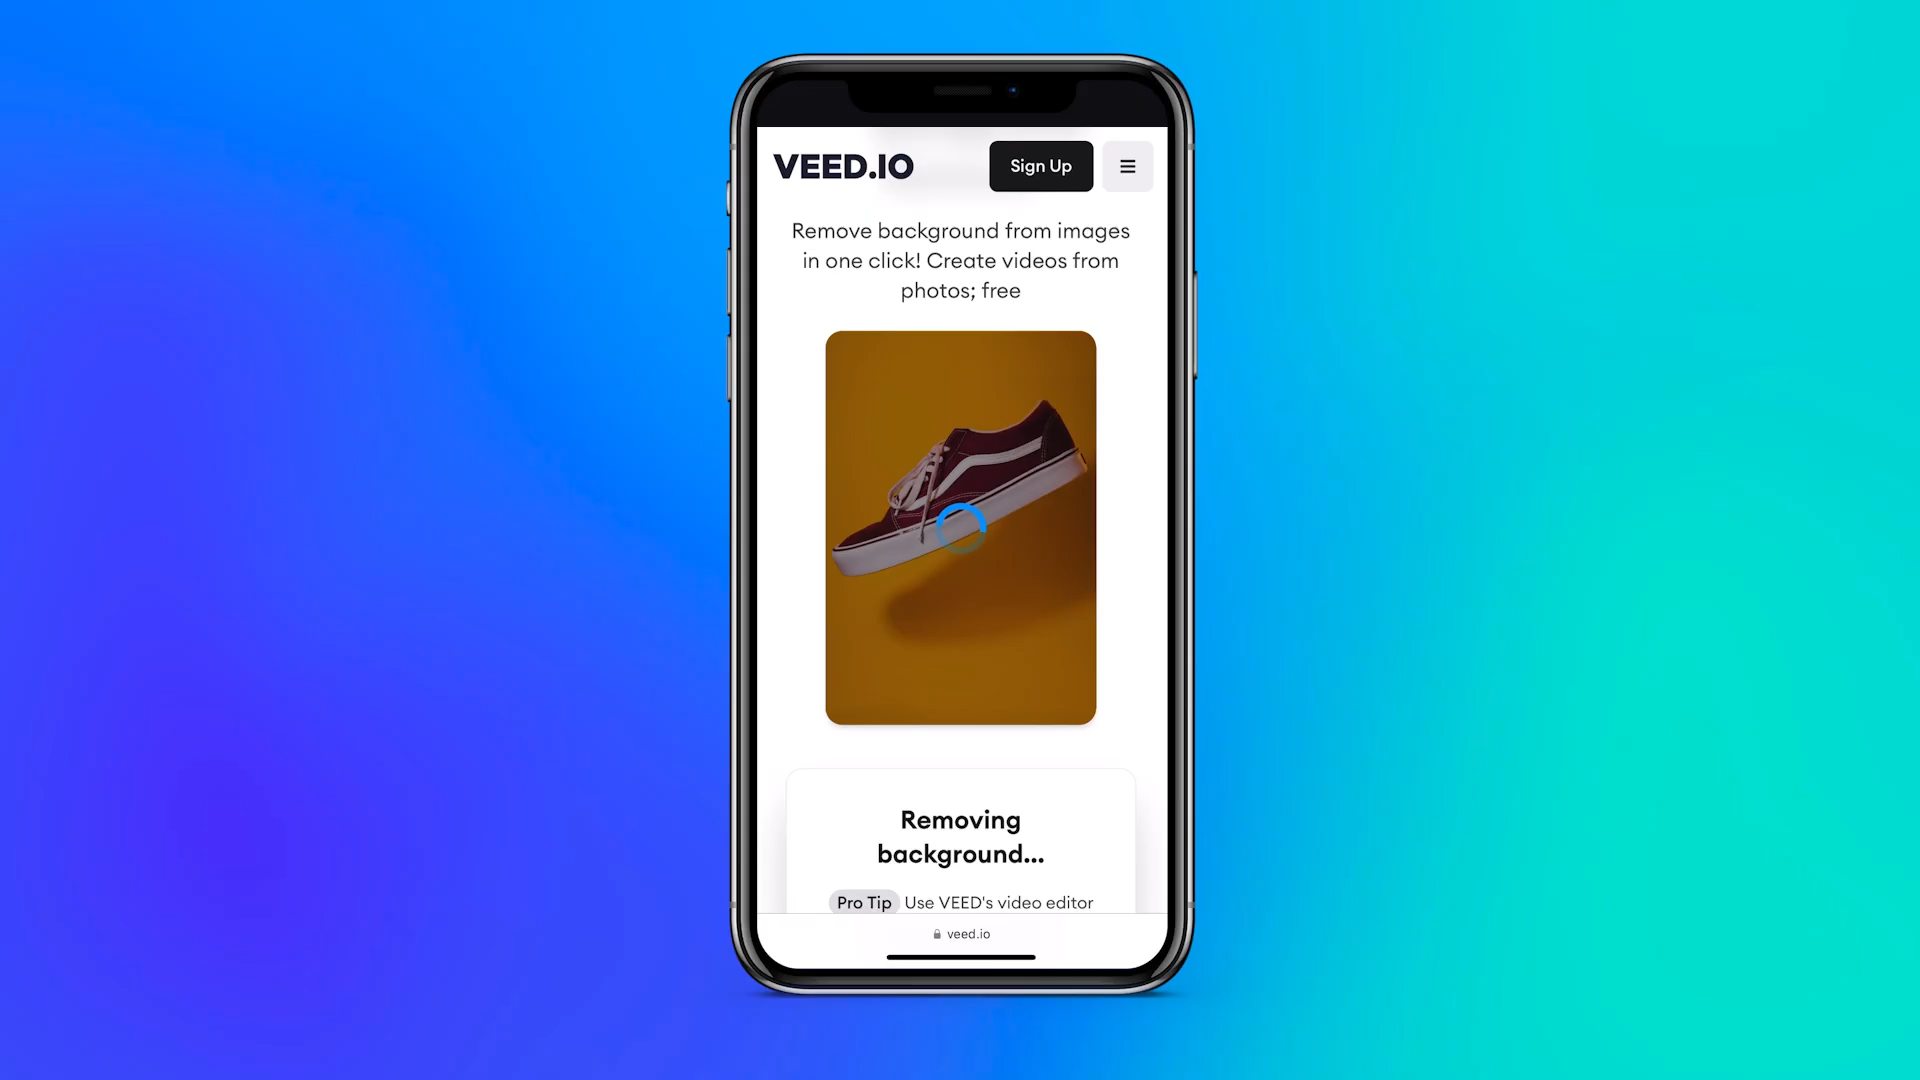 VEED.IO
Sign Up
Remove background from images
in one click! Create videos from
photos; free
Removing
background...
Pro Tip Use VEED's video editor
veed.io